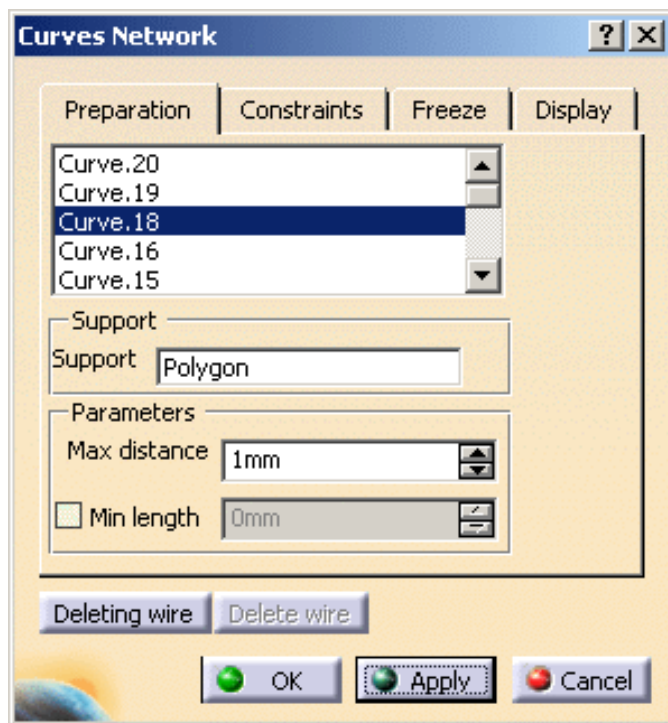 Curves Network
Preparation Constraints Freeze Display
Curve.20
Curve.19
Curve.18
Curve.16
Curve.15
Support
Support Polygon
Parameters
Max distance 1mm
Min length 0mm
Deleting wire Delete wire
OK Apply Cancel